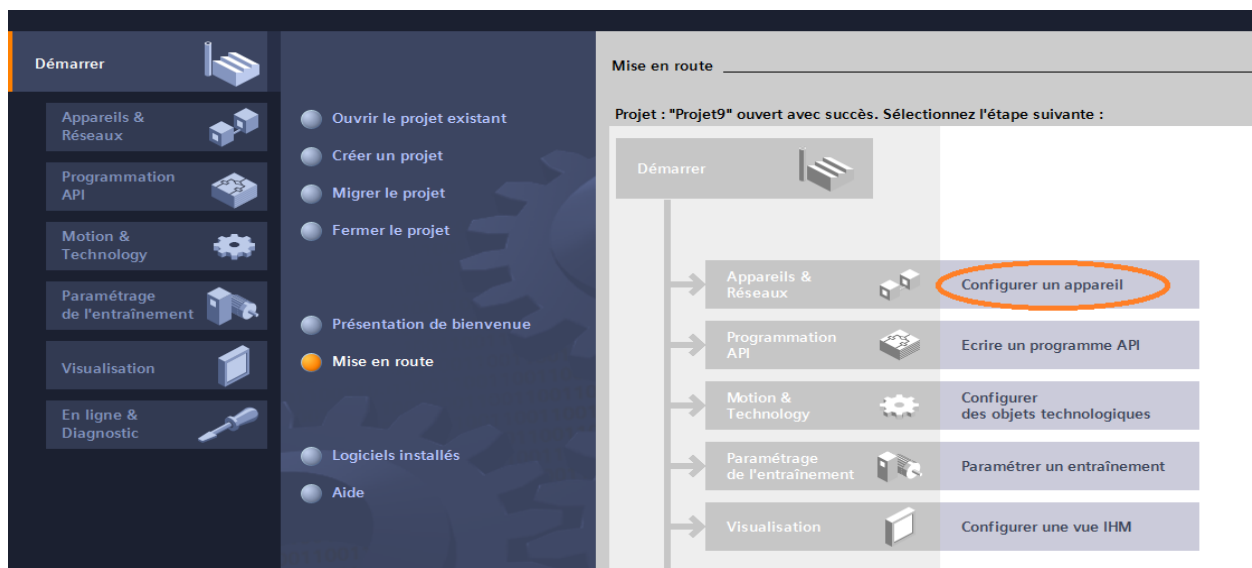 Démarrer
Appareils &
Réseaux
Programmation
API
Motion &
Technology
Paramétrage
de l'entraînement
Visualisation
En ligne &
Diagnostic
Ouvrir le projet existant
Créer un projet
Migrer le projet
Fermer le projet
Présentation de bienvenue
Mise en route
Logiciels installés
Aide
Mise en route
Projet : "Projet9" ouvert avec succès. Sélectionnez l'étape suivante :
Démarrer
Appareils &
Réseaux
Configurer un appareil
Programmation
API
Ecrire un programme API
Motion &
Technology
Configurer
des objets technologiques
Paramétrage
de l'entraînement
Paramétrer un entraînement
Visualisation
Configurer une vue IHM